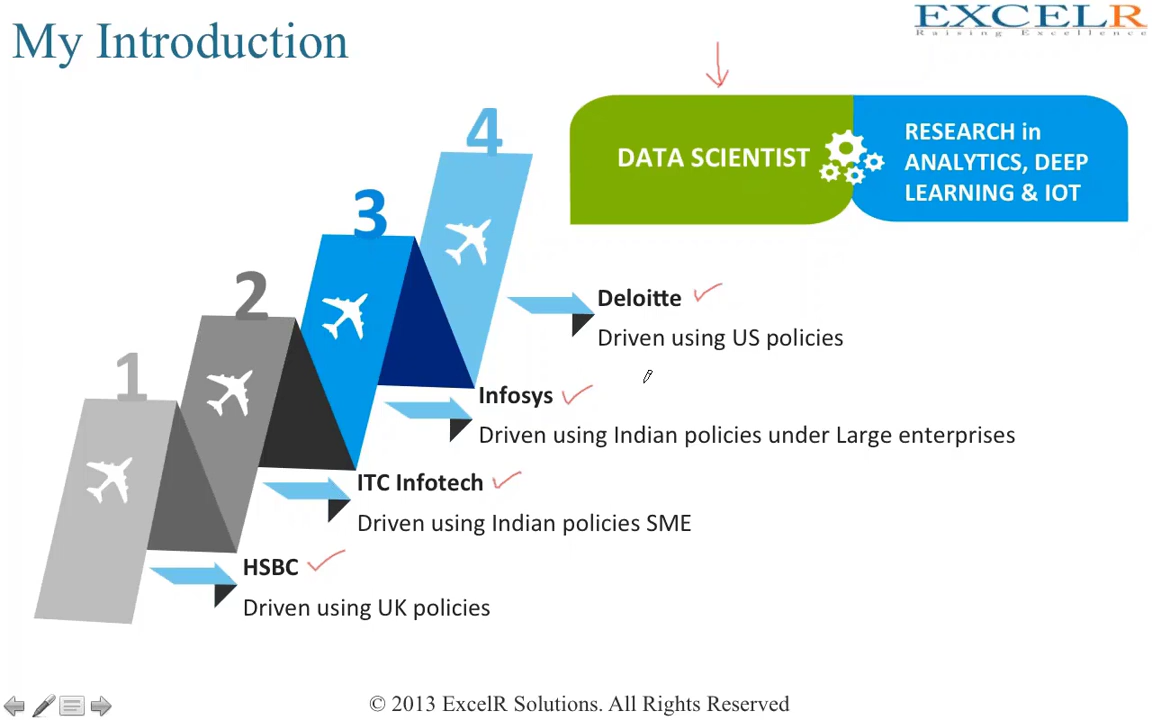 My Introduction
EXCELR
Raising Excellence
DATA SCIENTIST
RESEARCH in
ANALYTICS, DEEP
LEARNING & IOT
4
3
2
1
Deloitte
Driven using US policies
Infosys
Driven using Indian policies under Large enterprises
ITC Infotech
Driven using Indian policies SME
HSBC
Driven using UK policies
© 2013 ExcelR Solutions. All Rights Reserved